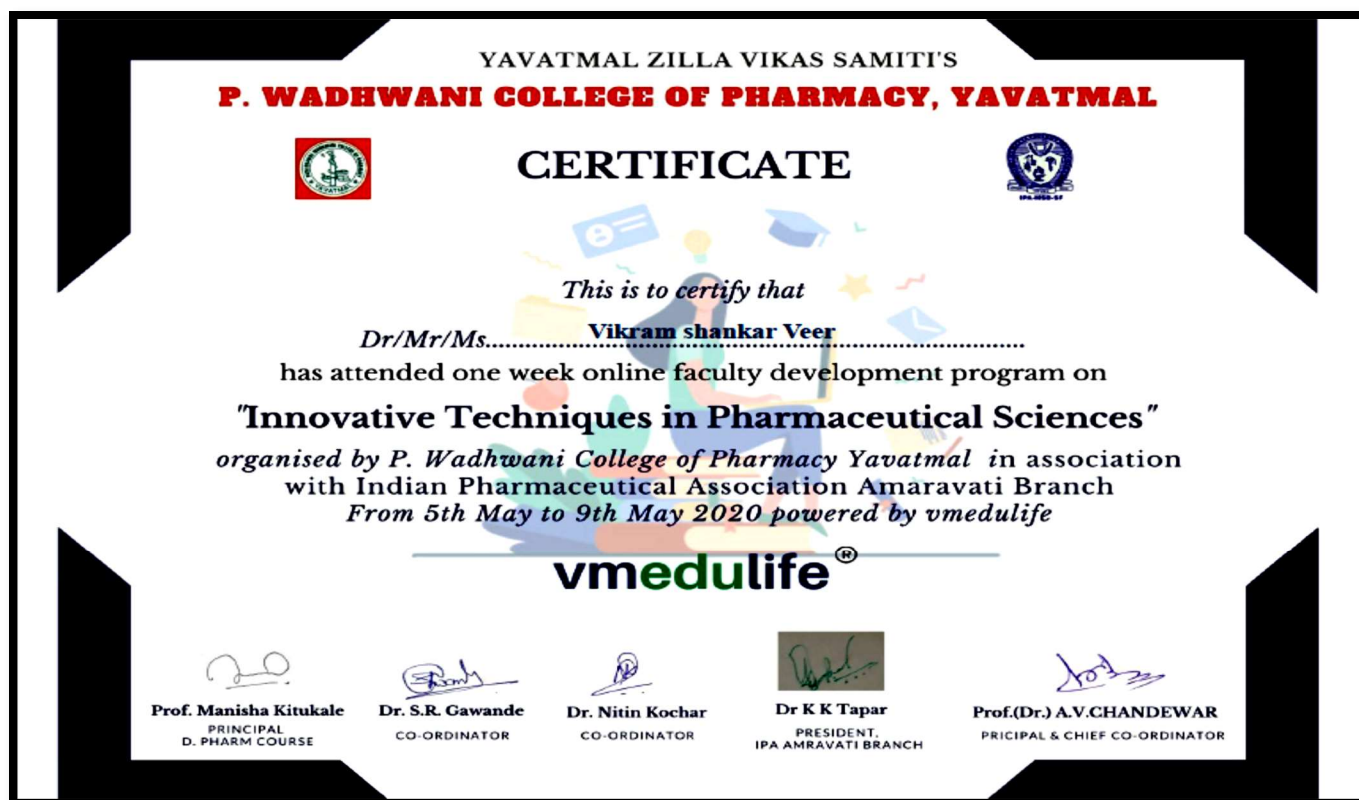 YAVATMAL ZILLA VIKAS SAMITI'S
P. WADHWANI COLLEGE OF PHARMACY, YAVATMAL
CERTIFICATE
YAVATMAL
This is to certify that
Dr/Mr/Ms.....Vikram shankar Veer.....
has attended one week online faculty development program on
"Innovative Techniques in Pharmaceutical Sciences"
organised by P. Wadhwani College of Pharmacy Yavatmal in association
with Indian Pharmaceutical Association Amaravati Branch
From 5th May to 9th May 2020 powered by vmedulife
vmedulife®
Prof. Manisha Kitukale
PRINCIPAL
D. PHARM COURSE
Dr. S.R. Gawande
CO-ORDINATOR
Dr. Nitin Kochar
CO-ORDINATOR
Dr K K Tapar
PRESIDENT,
IPA AMRAVATI BRANCH
Prof.(Dr.) A.V.CHANDEWAR
PRICIPAL & CHIEF CO-ORDINATOR